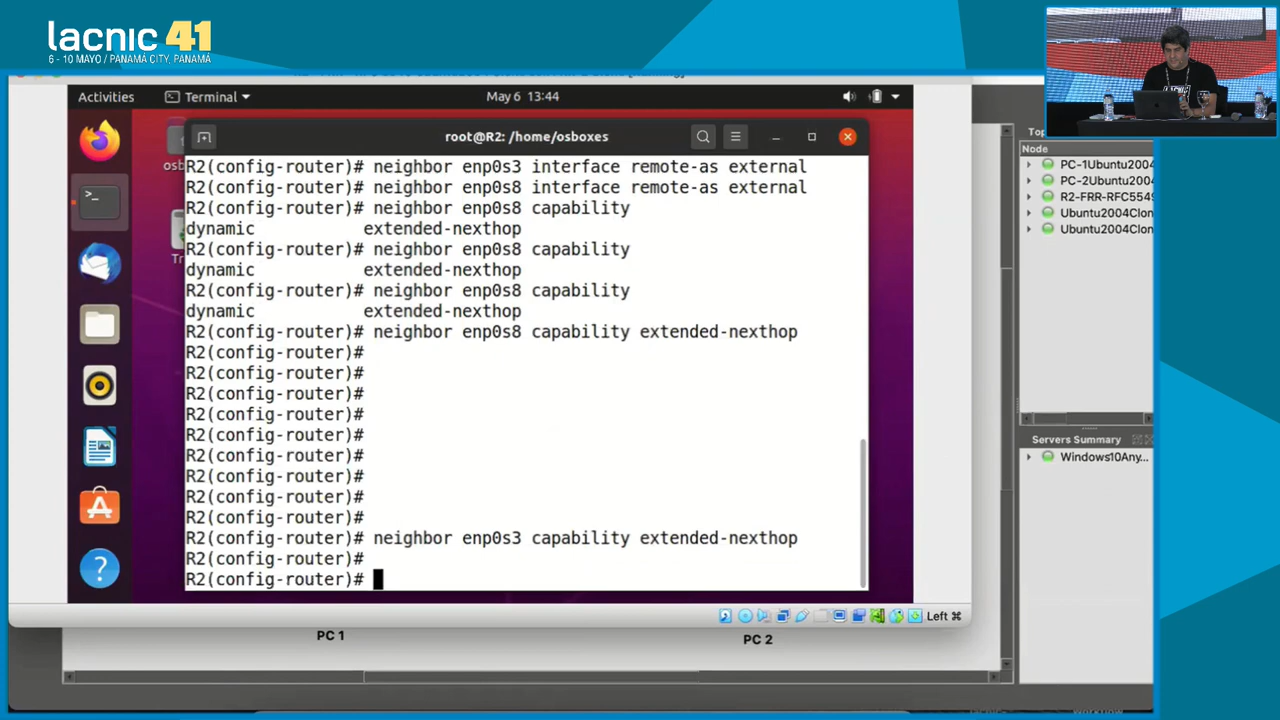 lacnic 41
6 - 10 MAYO / PANAMÁ CITY, PANAMÁ
Activities
Terminal
May 6 13:44
root@R2: /home/osboxes
R2(config-router)# neighbor enp0s3 interface remote-as external
R2(config-router)# neighbor enp0s8 interface remote-as external
R2(config-router)# neighbor enp0s8 capability
dynamic extended-nexthop
R2(config-router)# neighbor enp0s8 capability
dynamic extended-nexthop
R2(config-router)# neighbor enp0s8 capability
dynamic extended-nexthop
R2(config-router)# neighbor enp0s8 capability extended-nexthop
R2(config-router)#
R2(config-router)#
R2(config-router)#
R2(config-router)#
R2(config-router)#
R2(config-router)#
R2(config-router)#
R2(config-router)#
R2(config-router)#
R2(config-router)# neighbor enp0s3 capability extended-nexthop
R2(config-router)#
R2(config-router)#
Left ⌘
PC 1
PC 2
Node
PC-1Ubuntu2004
PC-2Ubuntu2004
R2-FRR-RFC5549
Ubuntu2004Clon
Ubuntu2004Clon
Servers Summary
Windows10Any...